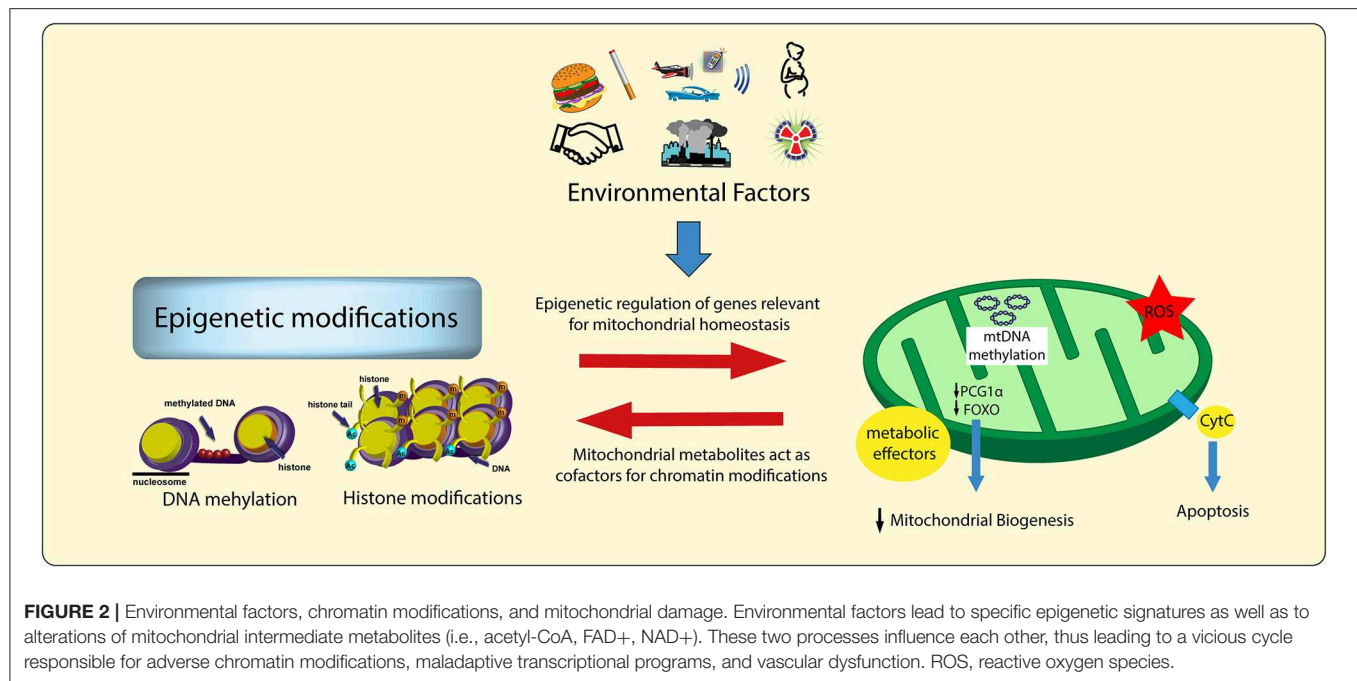 Environmental Factors
Epigenetic modifications
Epigenetic regulation of genes relevant
for mitochondrial homeostasis
Mitochondrial metabolites act as
cofactors for chromatin modifications
methylated DNA
histone
nucleosome
DNA mehylation
histone
histone tail
m
m
m
m
Ac
Ac
Ac
Ac
DNA
Histone modifications
mtDNA
methylation
ROS
PCG1α
FOXO
metabolic
effectors
CytC
Mitochondrial Biogenesis
Apoptosis
FIGURE 2 | Environmental factors, chromatin modifications, and mitochondrial damage. Environmental factors lead to specific epigenetic signatures as well as to
alterations of mitochondrial intermediate metabolites (i.e., acetyl-CoA, FAD+, NAD+). These two processes influence each other, thus leading to a vicious cycle
responsible for adverse chromatin modifications, maladaptive transcriptional programs, and vascular dysfunction. ROS, reactive oxygen species.